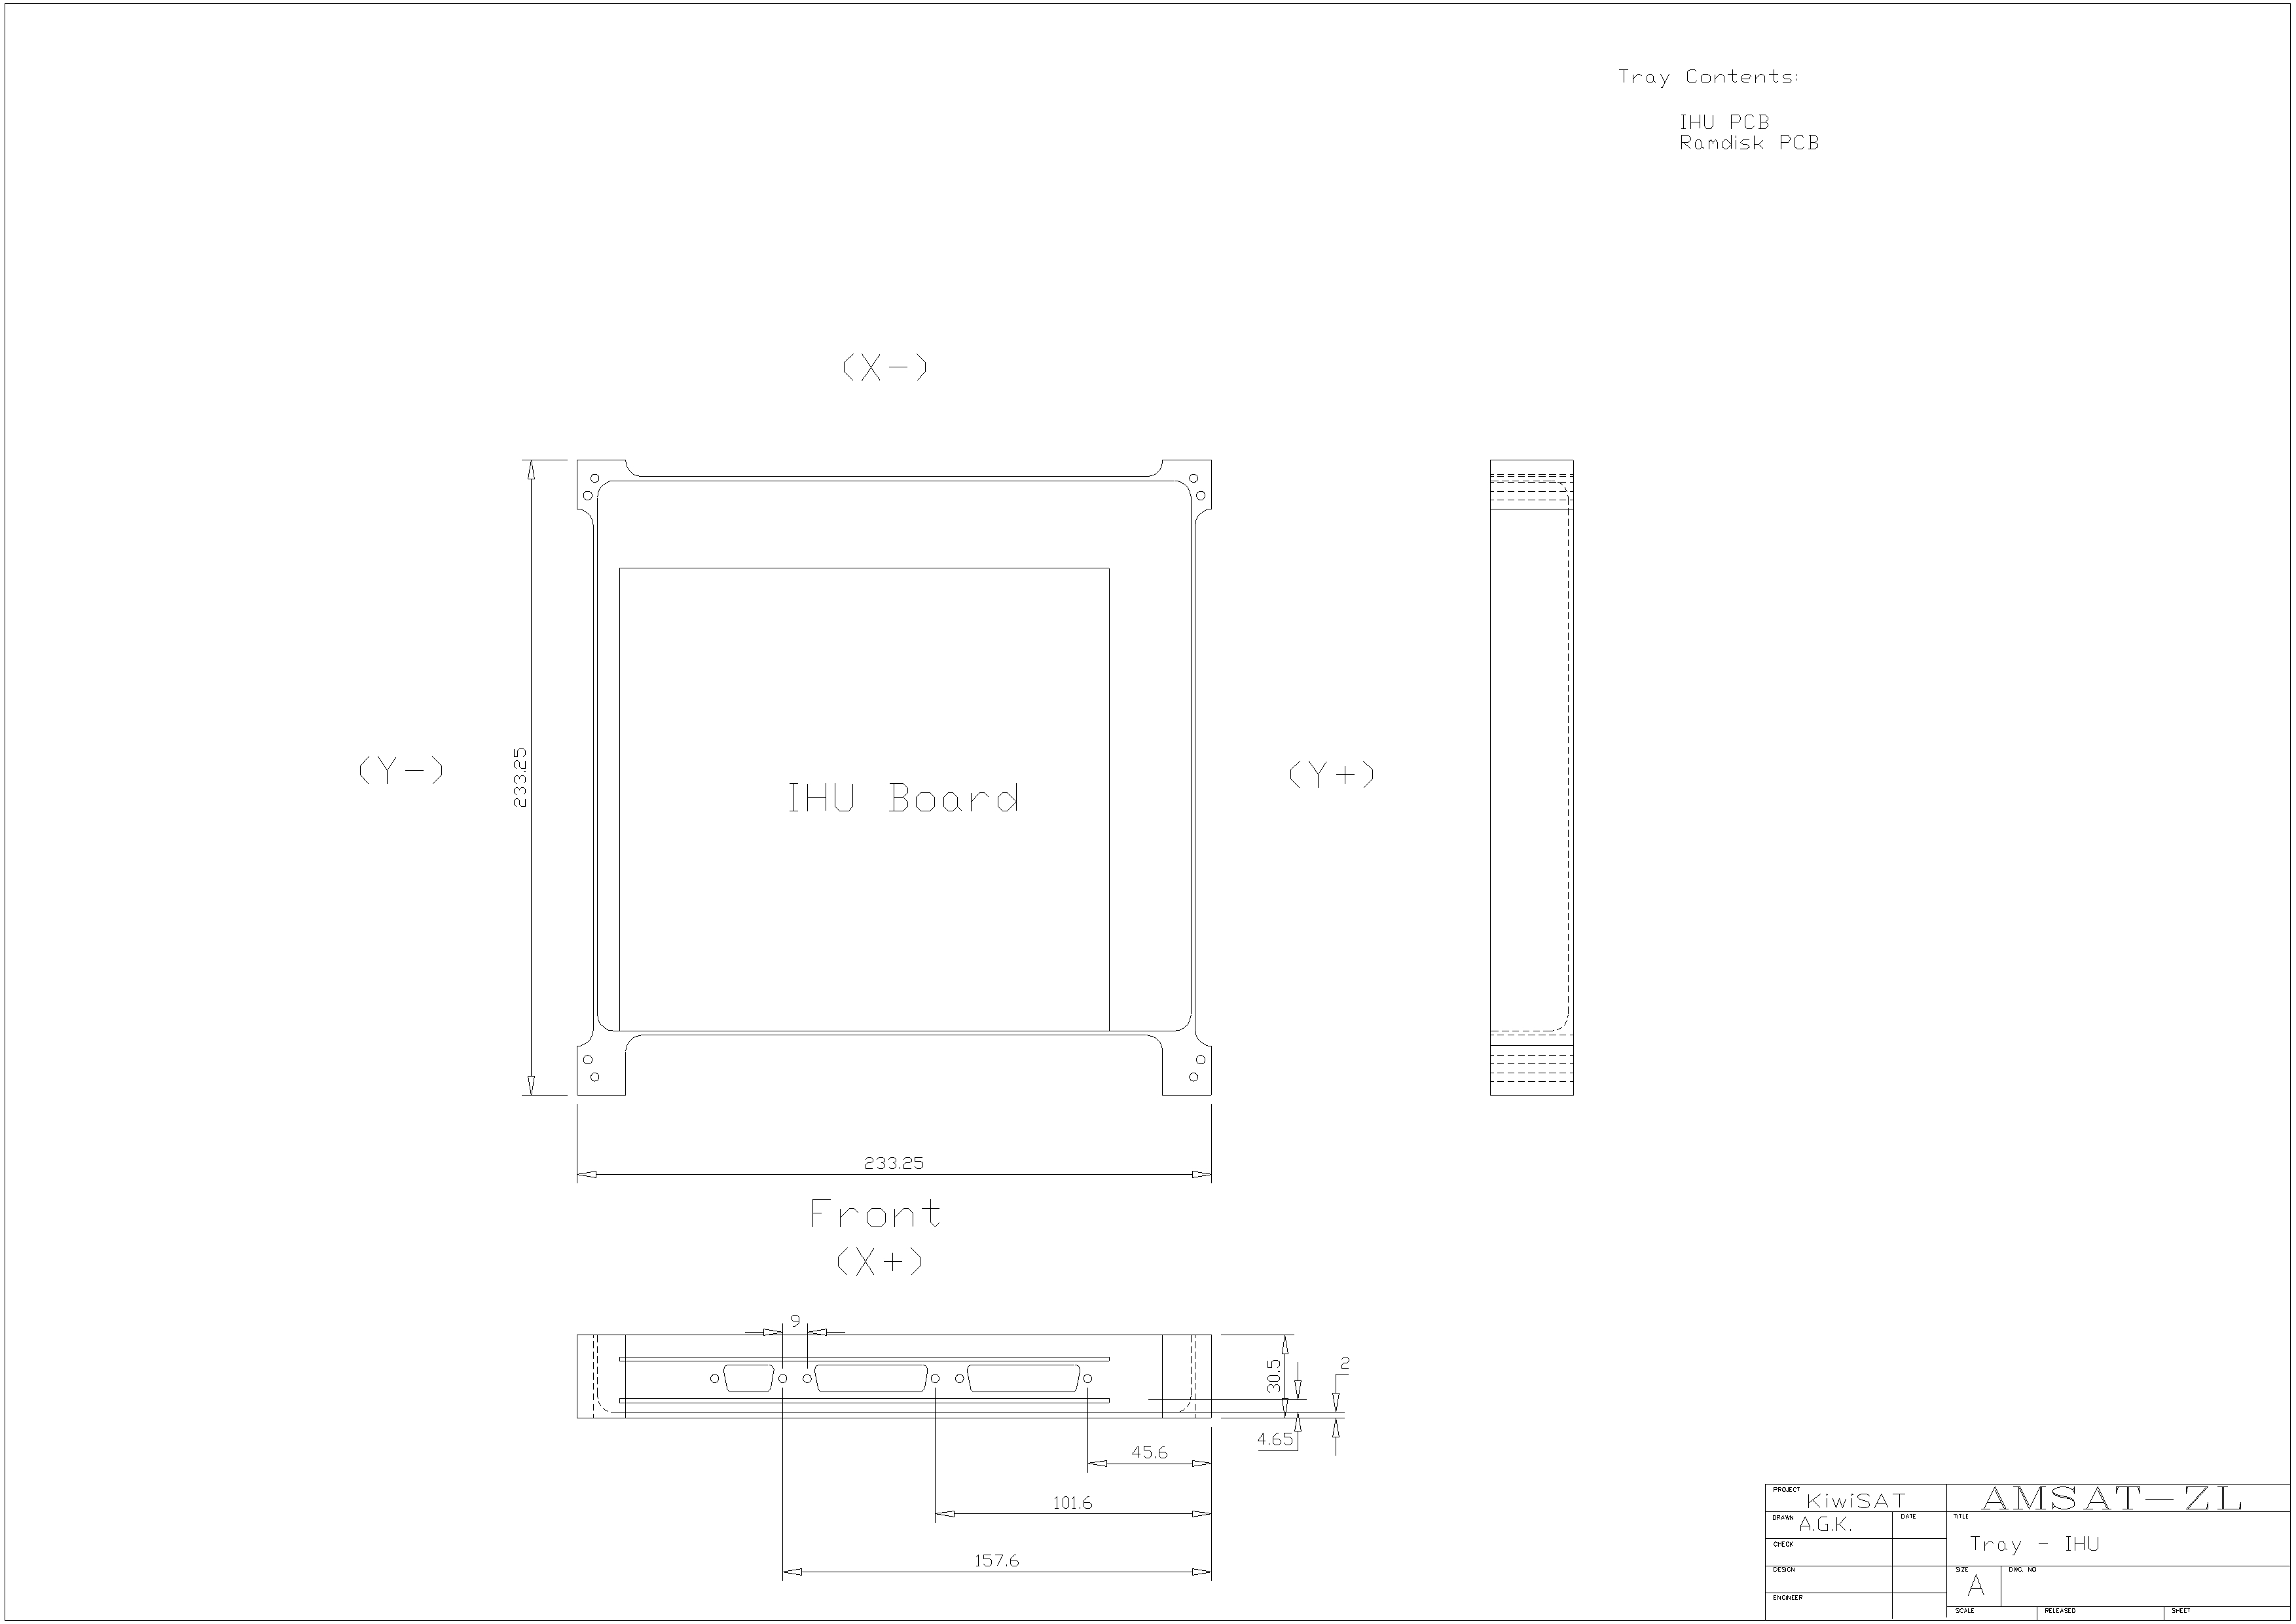 Tray Contents:
IHU PCB
Ramdisk PCB
(X-)
(Y-)
233.25
IHU Board
(Y+)
233.25
Front
(X+)
9
30.5
2
4.65
45.6
101.6
157.6
PROJECT
KiwiSAT
AMSAT-ZL
DRAWN
A.G.K.
DATE
TITLE
Tray - IHU
CHECK
DESIGN
SIZE
A
DWG. NO
ENGINEER
SCALE
RELEASED
SHEET